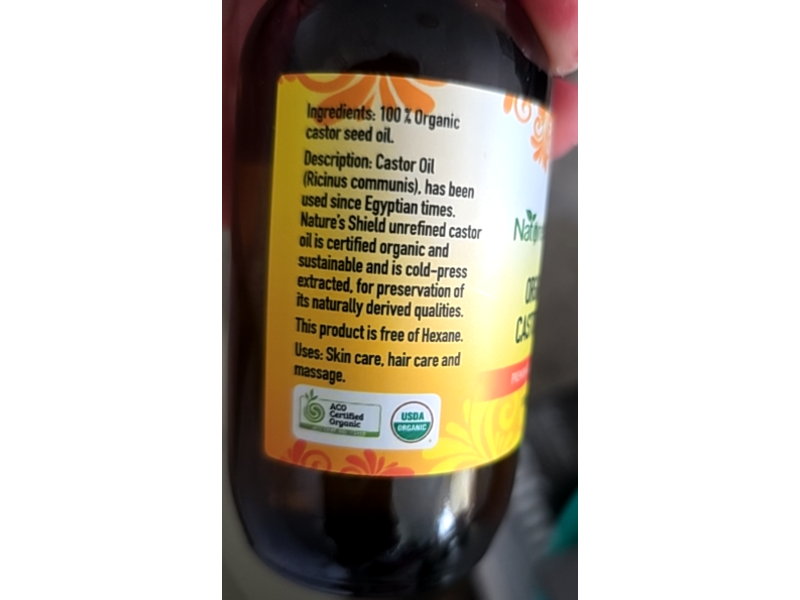 Ingredients: 100 % Organic
castor seed oil.
Description: Castor Oil
(Ricinus communis), has been
used since Egyptian times.
Nature's Shield unrefined castor
oil is certified organic and
sustainable and is cold-press
extracted, for preservation of
its naturally derived qualities.
This product is free of Hexane.
Uses: Skin care, hair care and
massage.
ACO
Certified
Organic
USDA
ORGANIC